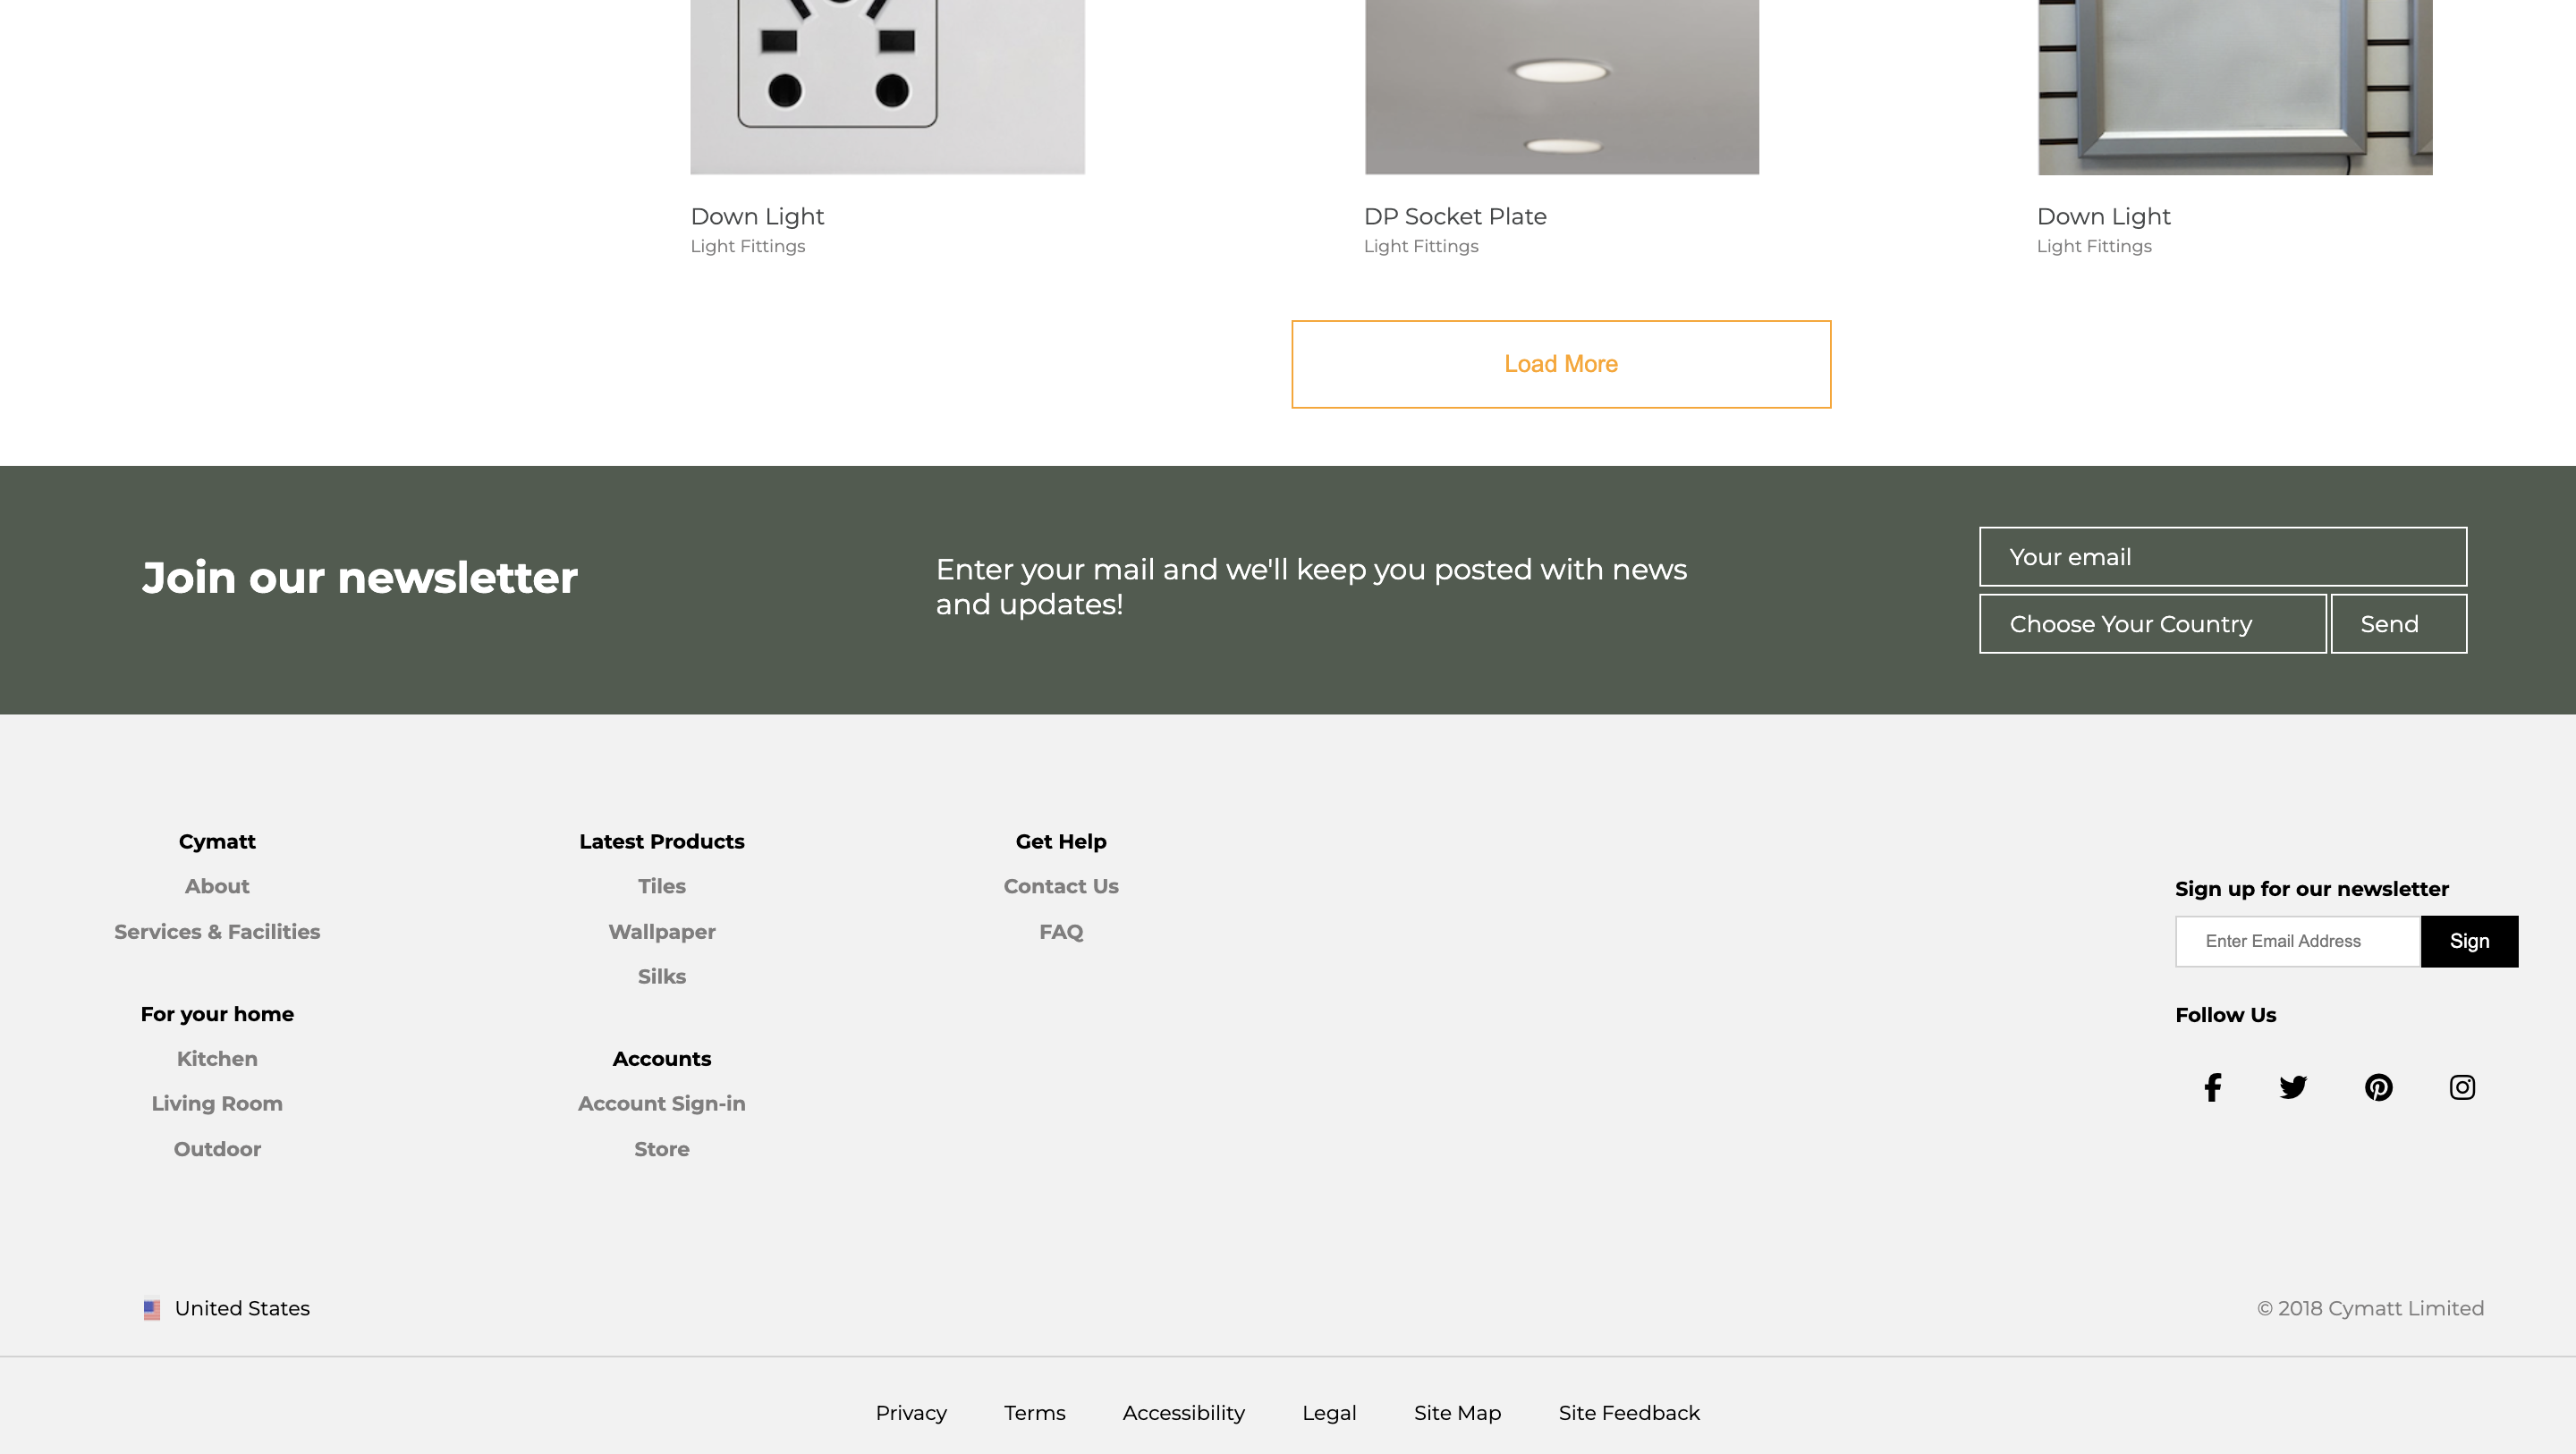 Down Light
Light Fittings
DP Socket Plate
Light Fittings
Down Light
Light Fittings
Load More
Join our newsletter
Enter your mail and we'll keep you posted with news
and updates!
Your email
Choose Your Country
Send
Cymatt
About
Services & Facilities
For your home
Kitchen
Living Room
Outdoor
Latest Products
Tiles
Wallpaper
Silks
Accounts
Account Sign-in
Store
Get Help
Contact Us
FAQ
Sign up for our newsletter
Enter Email Address
Sign
Follow Us
United States
© 2018 Cymatt Limited
Privacy
Terms
Accessibility
Legal
Site Map
Site Feedback